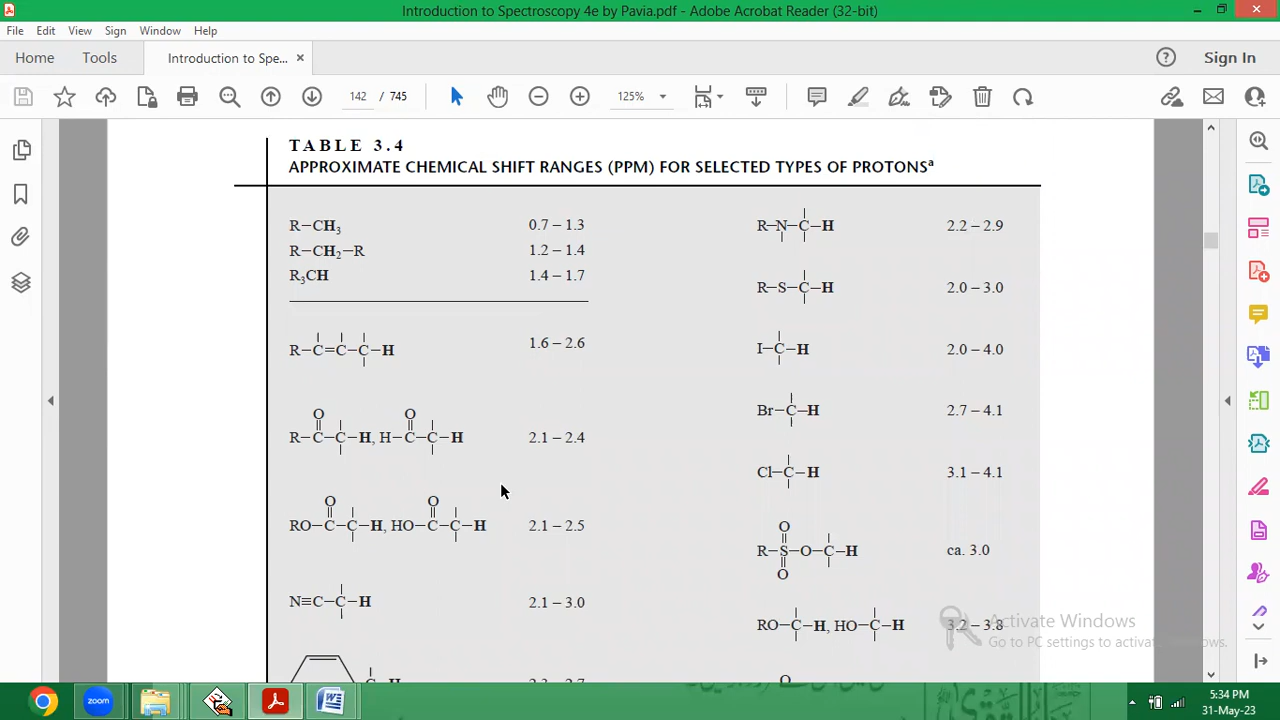 Introduction to Spectroscopy 4e by Pavia.pdf - Adobe Acrobat Reader (32-bit)
File Edit View Sign Window Help
Home Tools Introduction to Spe... × Sign In
142 / 745 125%
TABLE 3.4
APPROXIMATE CHEMICAL SHIFT RANGES (PPM) FOR SELECTED TYPES OF PROTONSa
R–CH3 0.7 – 1.3
R–CH2–R 1.2 – 1.4
R3CH 1.4 – 1.7
R–C=C–C–H 1.6 – 2.6
O O
R–C–C–H, H–C–C–H 2.1 – 2.4
O O
RO–C–C–H, HO–C–C–H 2.1 – 2.5
N≡C–C–H 2.1 – 3.0
R–N–C–H 2.2 – 2.9
R–S–C–H 2.0 – 3.0
I–C–H 2.0 – 4.0
Br–C–H 2.7 – 4.1
Cl–C–H 3.1 – 4.1
O
R–S–O–C–H ca. 3.0
O
RO–C–H, HO–C–H 3.2 – 3.8
O
Activate Windows
Go to PC settings to activate Windows.
zoom
5:34 PM
31-May-23